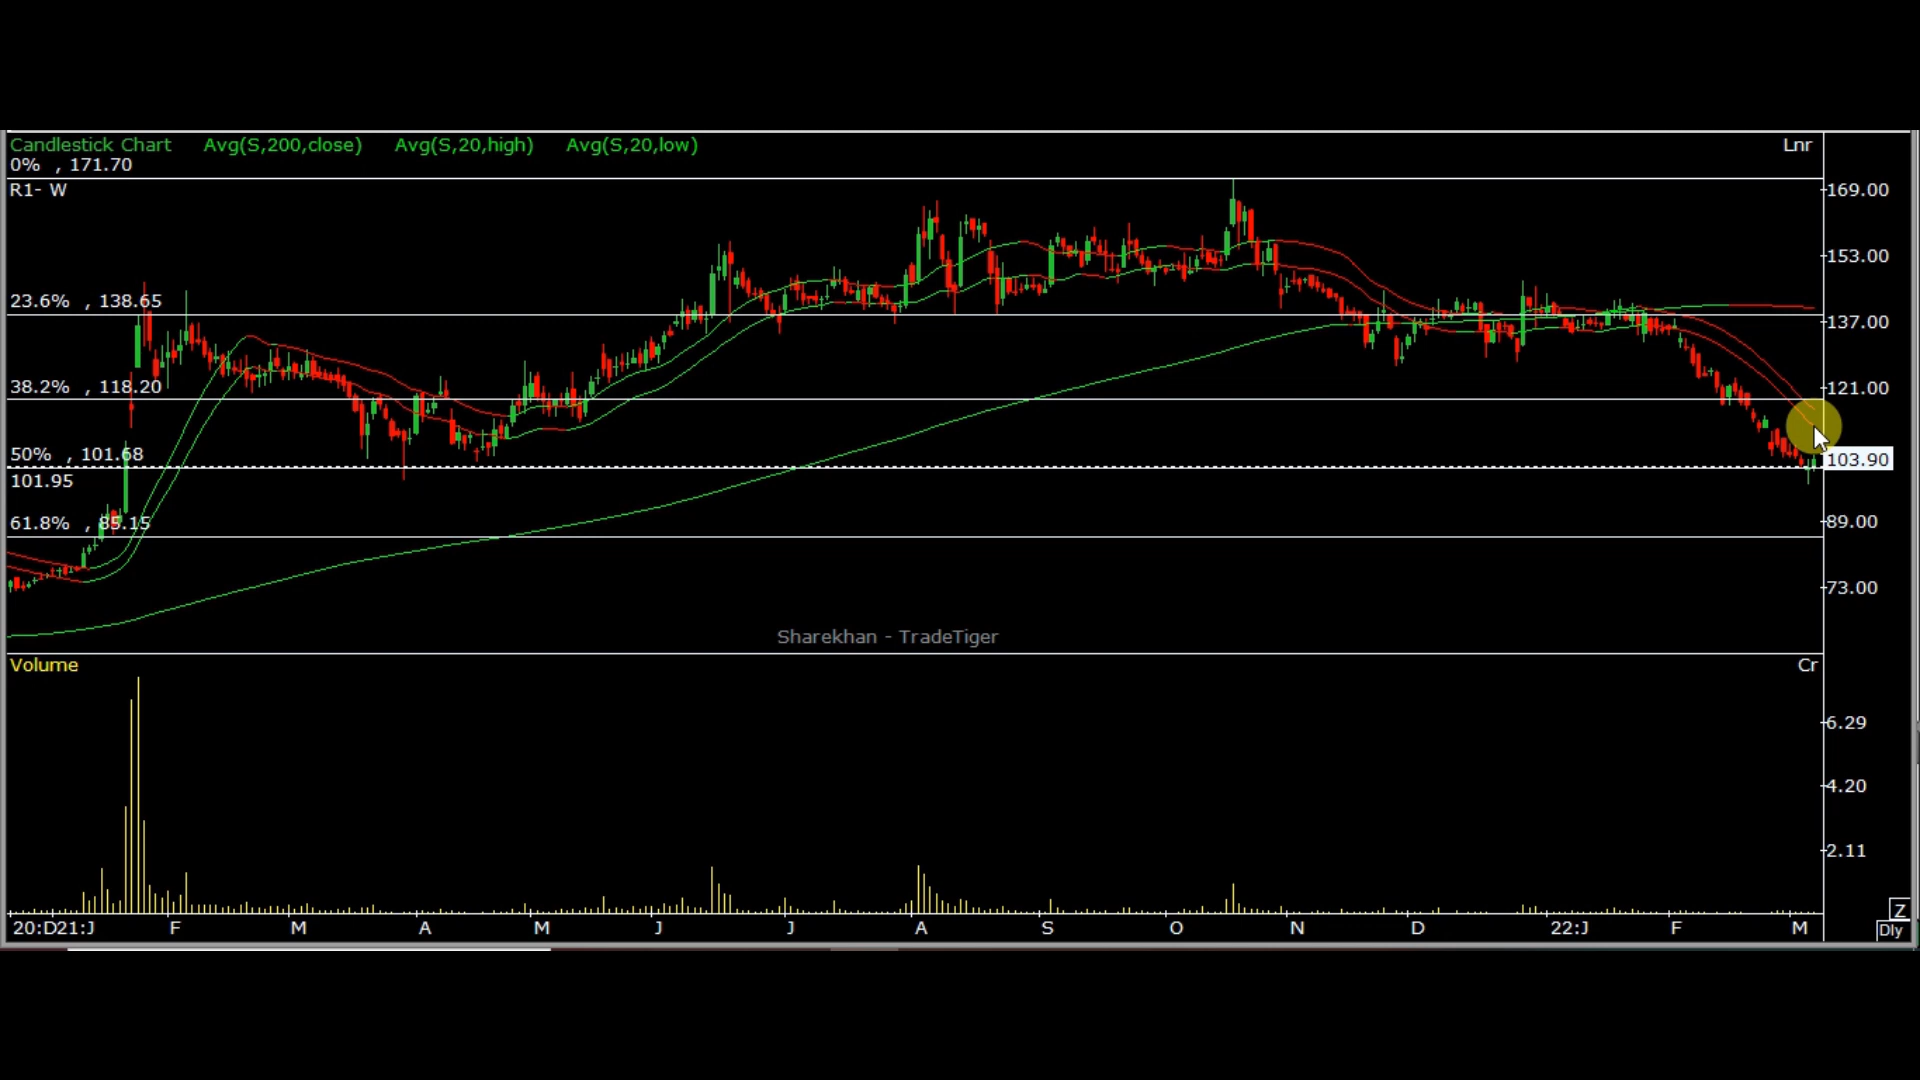 Candlestick Chart Avg(S,200,close) Avg(S,20,high) Avg(S,20,low) Lnr
0% , 171.70
R1- W
169.00
153.00
23.6% , 138.65
137.00
38.2% , 118.20
121.00
50% , 101.68
103.90
101.95
61.8% , 85.15
89.00
73.00
Sharekhan - TradeTiger
Volume Cr
6.29
4.20
2.11
Z
20:D21:J F M A M J J A S O N D 22:J F M Dly